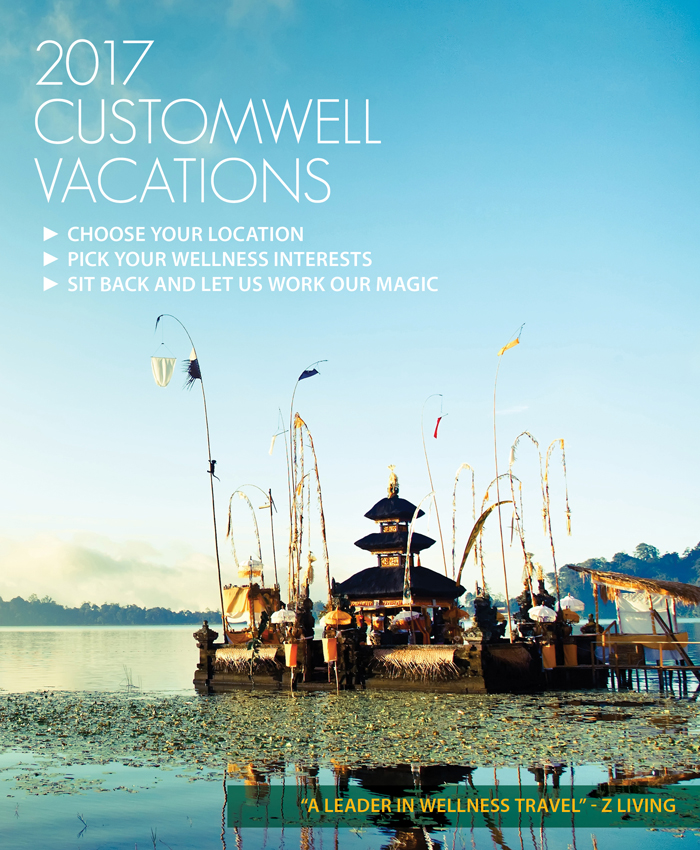 2017
CUSTOMWELL
VACATIONS
► CHOOSE YOUR LOCATION
► PICK YOUR WELLNESS INTERESTS
► SIT BACK AND LET US WORK OUR MAGIC
“A LEADER IN WELLNESS TRAVEL” - Z LIVING